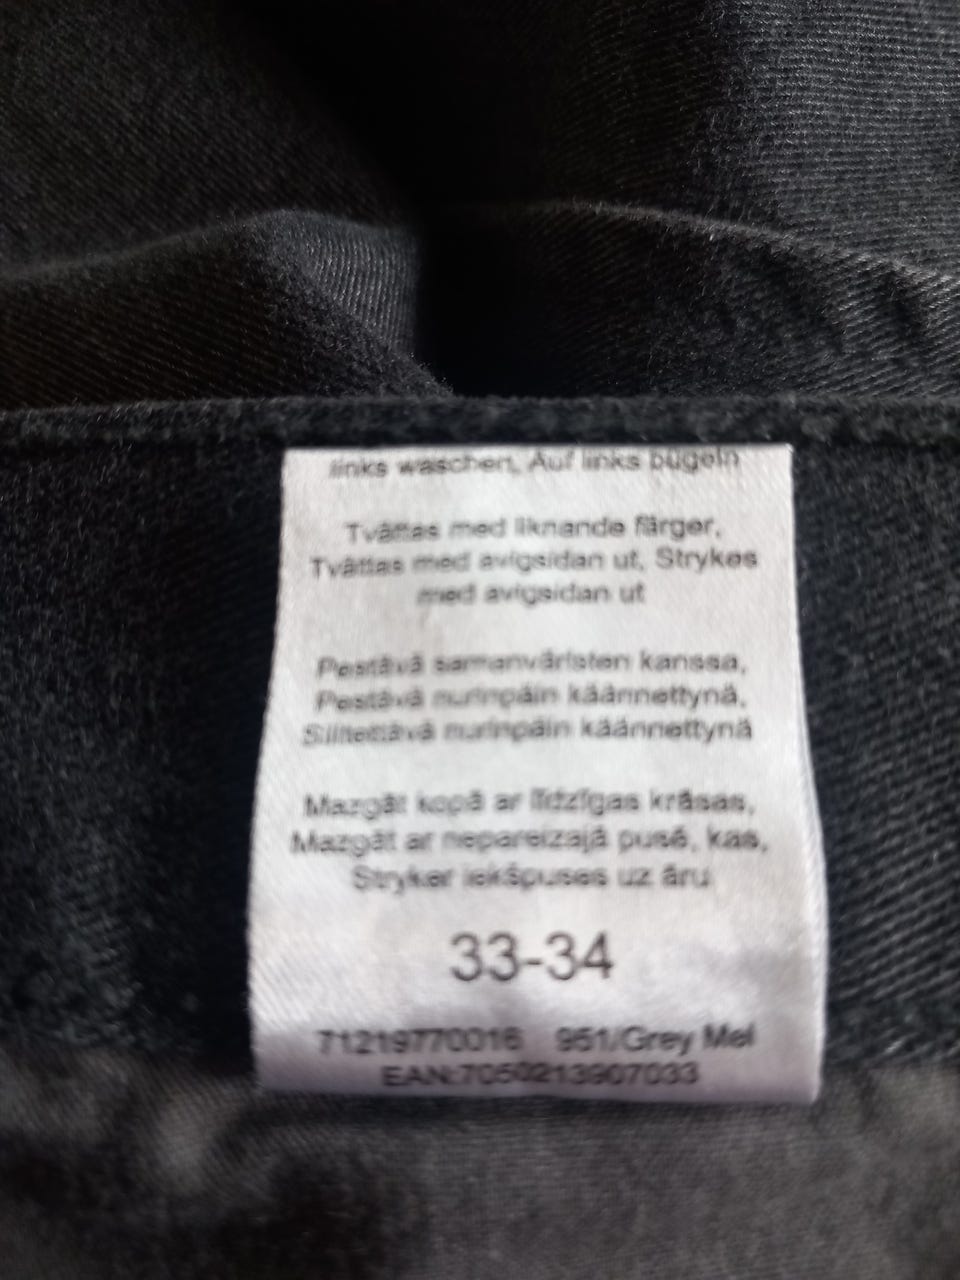 links waschen, Auf links bügeln
Tvättas med liknande färger,
Tvättas med avigsidan ut, Strykes
med avigsidan ut
Pestävä samanväristen kanssa,
Pestävä nurinpäin käännettynä,
Silitettävä nurinpäin käännettynä
Mazgāt kopā ar līdzīgas krāsas,
Mazgāt ar nepareizajā pusē, kas,
Stryker iekšpuses uz āru
33-34
71219770016 951/Grey Mel
EAN:7050213907033